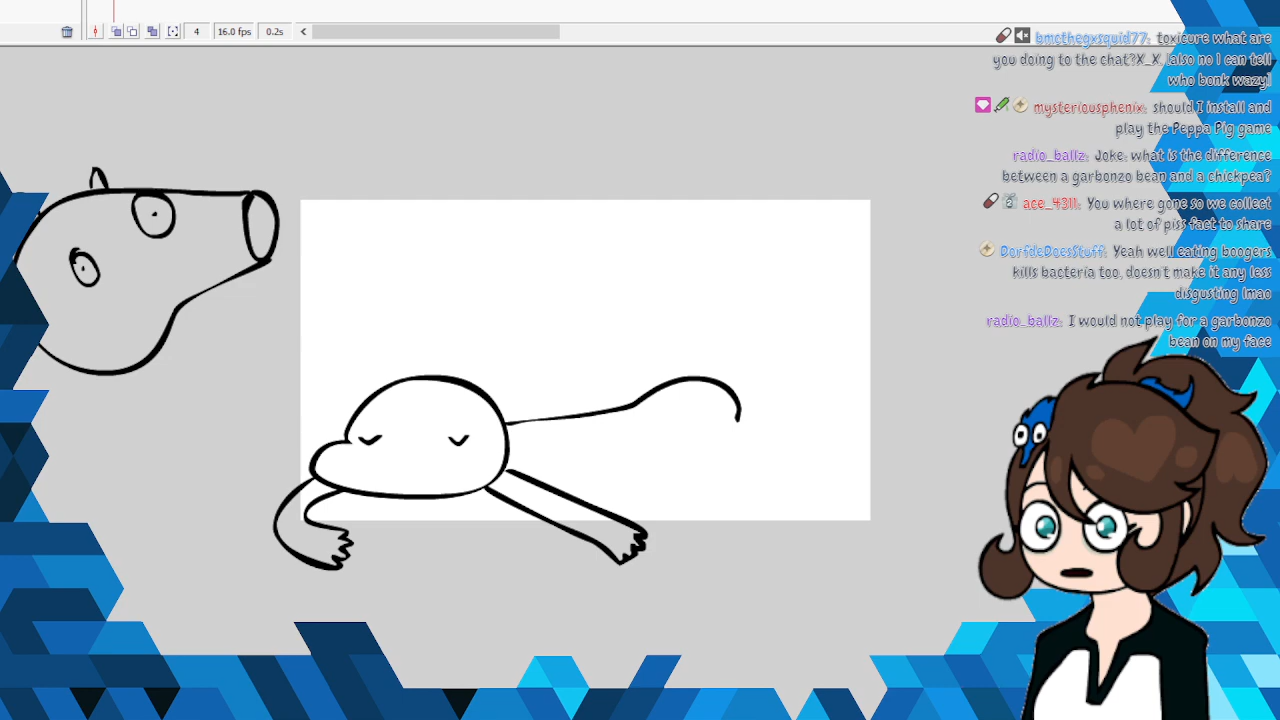 4 16.0 fps 0.2s
bmcthegxsquid77: toxicure what are
you doing to the chat?X_X. [also no I can tell
who bonk wazy]
mysteriousphenix: should I install and
play the Peppa Pig game
radio_ballz: Joke: what is the difference
between a garbonzo bean and a chickpea?
ace_4311: You where gone so we collect
a lot of piss fact to share
DorfdeDoesStuff: Yeah well eating boogers
kills bacteria too, doesn't make it any less
disgusting lmao
radio_ballz: I would not play for a garbonzo
bean on my face